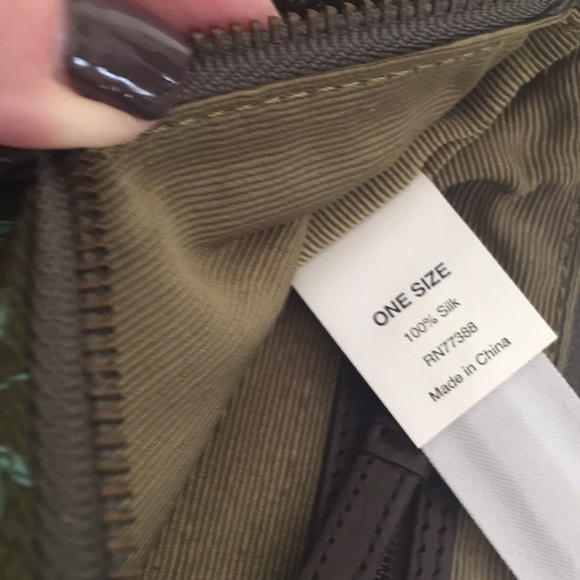 ONE SIZE
100% Silk
RN77388
Made in China